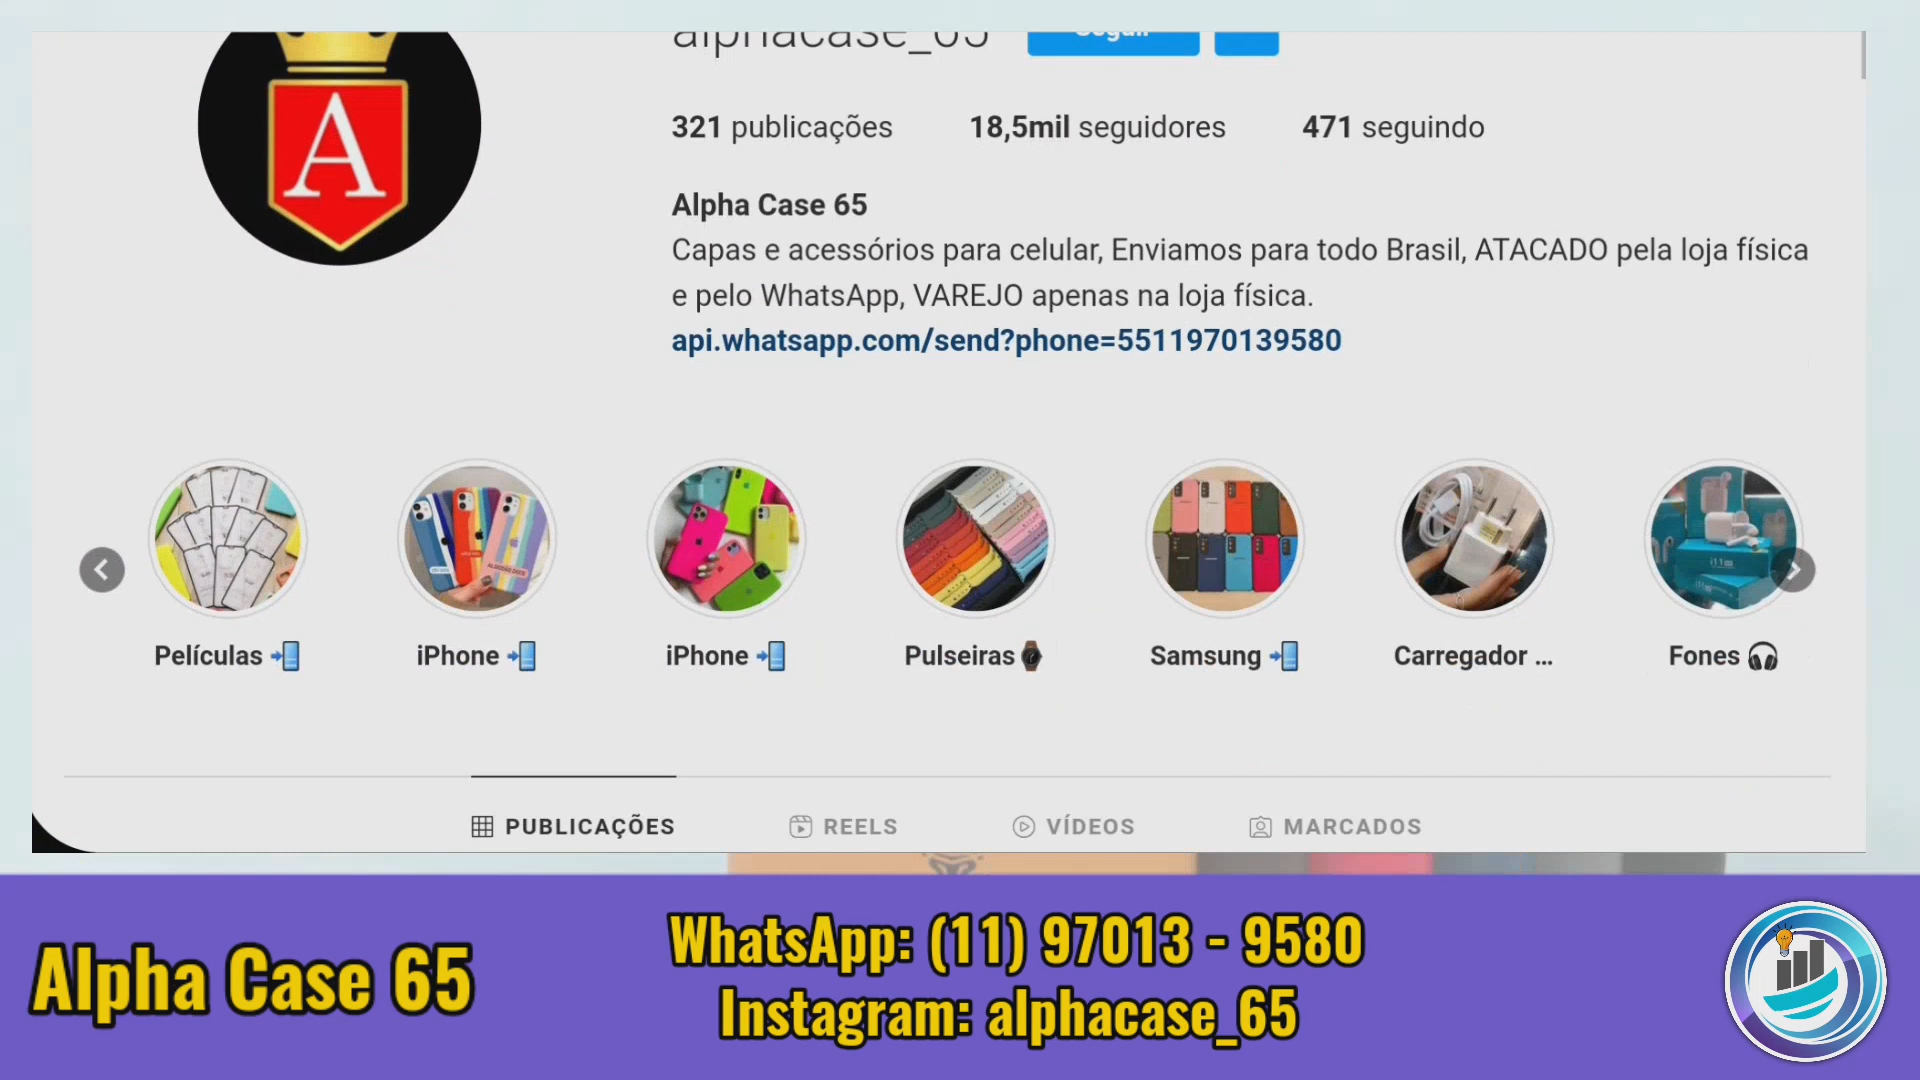 alphacase_65
Seguir
A
321 publicações 18,5mil seguidores 471 seguindo
Alpha Case 65
Capas e acessórios para celular, Enviamos para todo Brasil, ATACADO pela loja física
e pelo WhatsApp, VAREJO apenas na loja física.
api.whatsapp.com/send?phone=5511970139580
Películas iPhone iPhone Pulseiras Samsung Carregador ... Fones
PUBLICAÇÕES REELS VÍDEOS MARCADOS
Alpha Case 65
WhatsApp: (11) 97013 - 9580
Instagram: alphacase_65